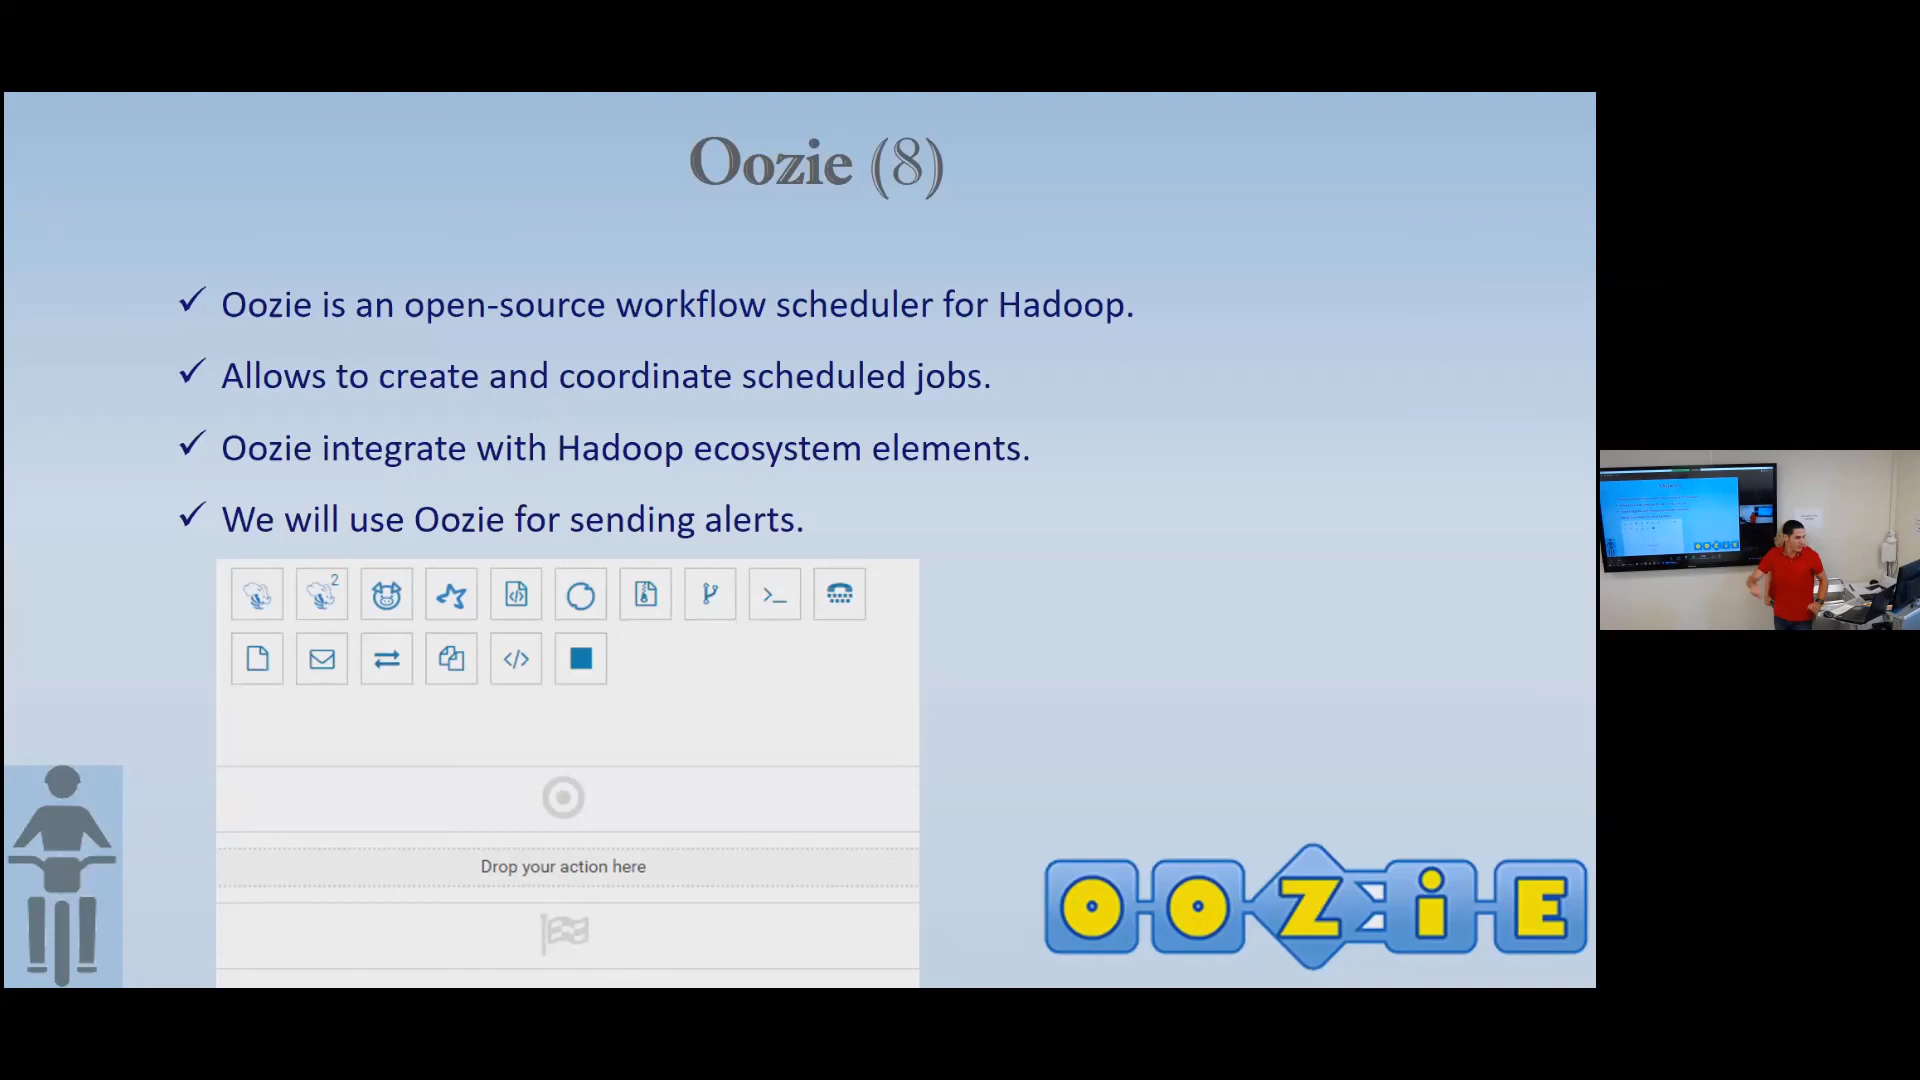 Oozie (8)
✓ Oozie is an open-source workflow scheduler for Hadoop.
✓ Allows to create and coordinate scheduled jobs.
✓ Oozie integrate with Hadoop ecosystem elements.
✓ We will use Oozie for sending alerts.
2
Drop your action here
OOZiE